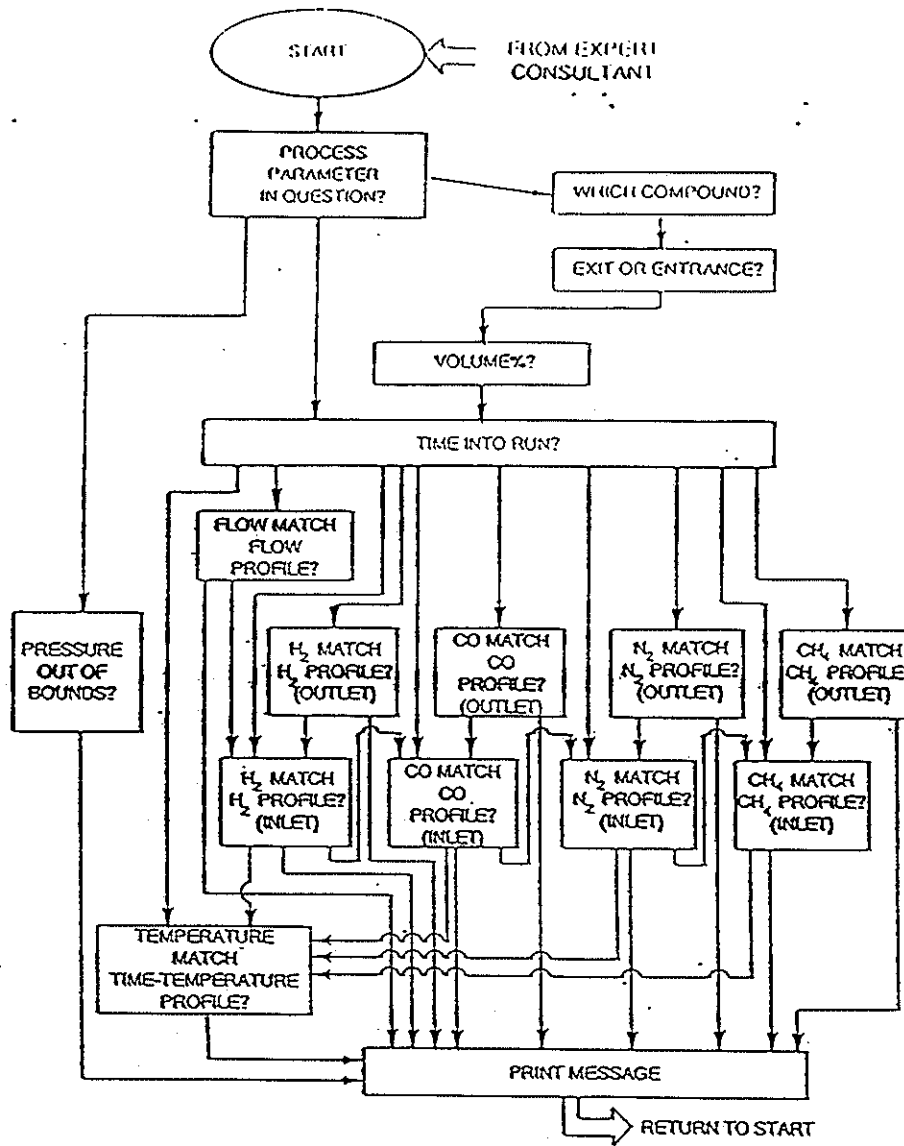 START
FROM EXPERT
CONSULTANT
PROCESS
PARAMETER
IN QUESTION?
WHICH COMPOUND?
EXIT OR ENTRANCE?
VOLUME%?
TIME INTO RUN?
FLOW MATCH
FLOW
PROFILE?
PRESSURE
OUT OF
BOUNDS?
H₂ MATCH
H₂ PROFILE?
(OUTLET)
CO MATCH
CO
PROFILE?
(OUTLET)
N₂ MATCH
N₂ PROFILE?
(OUTLET)
CH₄ MATCH
CH₄ PROFILE?
(OUTLET)
H₂ MATCH
H₂ PROFILE?
(INLET)
CO MATCH
CO
PROFILE?
(INLET)
N₂ MATCH
N₂ PROFILE?
(INLET)
CH₄ MATCH
CH₄ PROFILE?
(INLET)
TEMPERATURE
MATCH
TIME-TEMPERATURE
PROFILE?
PRINT MESSAGE
RETURN TO START